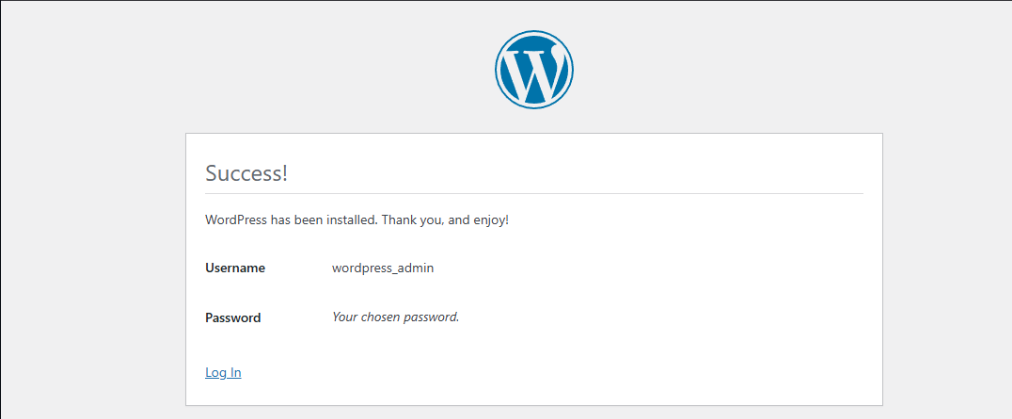 Success!
WordPress has been installed. Thank you, and enjoy!
Username wordpress_admin
Password Your chosen password.
Log In